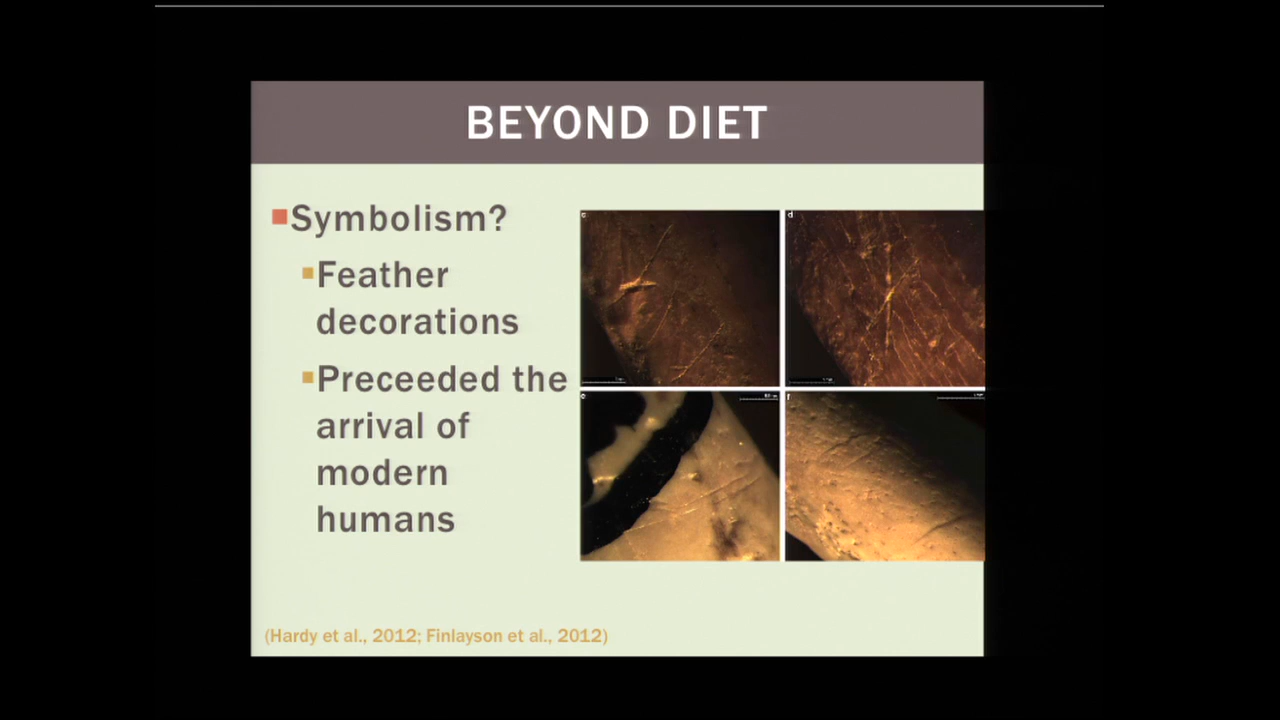 BEYOND DIET
Symbolism?
Feather
decorations
Preceeded the
arrival of
modern
humans
c
d
e
f
(Hardy et al., 2012; Finlayson et al., 2012)